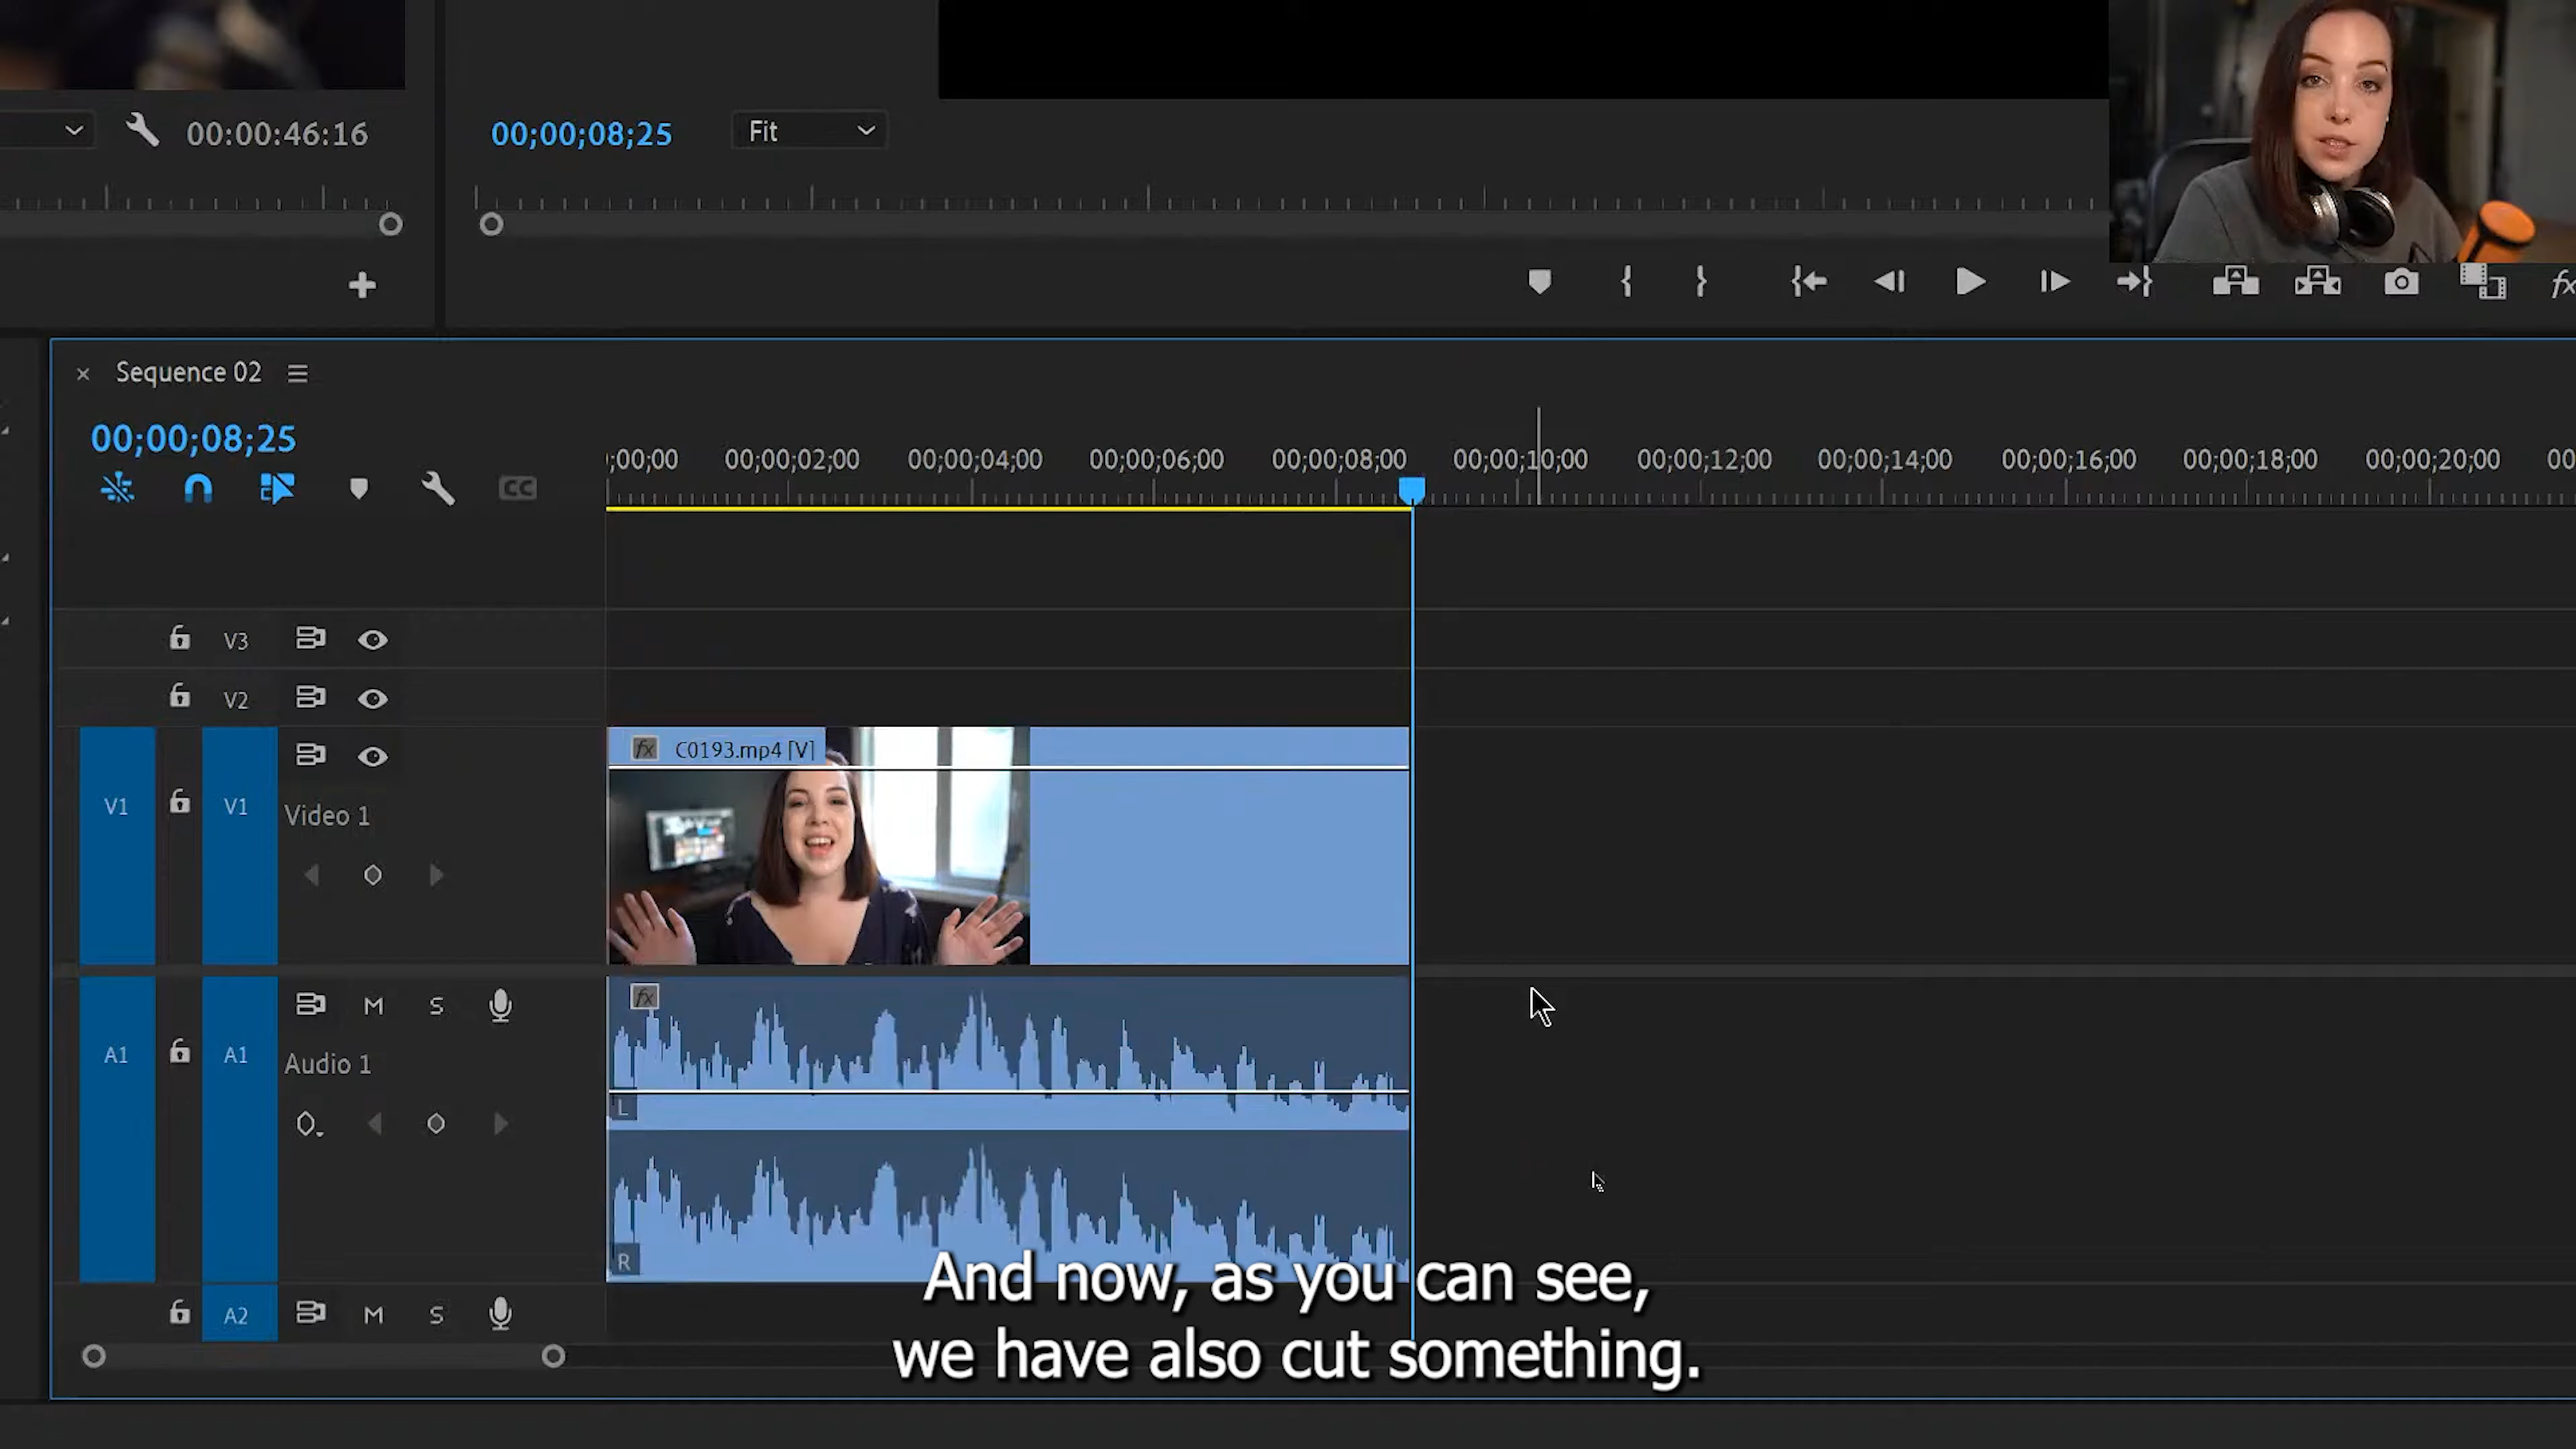 00:00:46:16
00;00;08;25
Fit
fx
Sequence 02
00;00;08;25
CC
;00;00
00;00;02;00
00;00;04;00
00;00;06;00
00;00;08;00
00;00;10;00
00;00;12;00
00;00;14;00
00;00;16;00
00;00;18;00
00;00;20;00
00
V3
V2
fx C0193.mp4 [V]
V1 V1
Video 1
fx
M S
A1 A1
Audio 1
L
R
A2 M S
And now, as you can see,
we have also cut something.